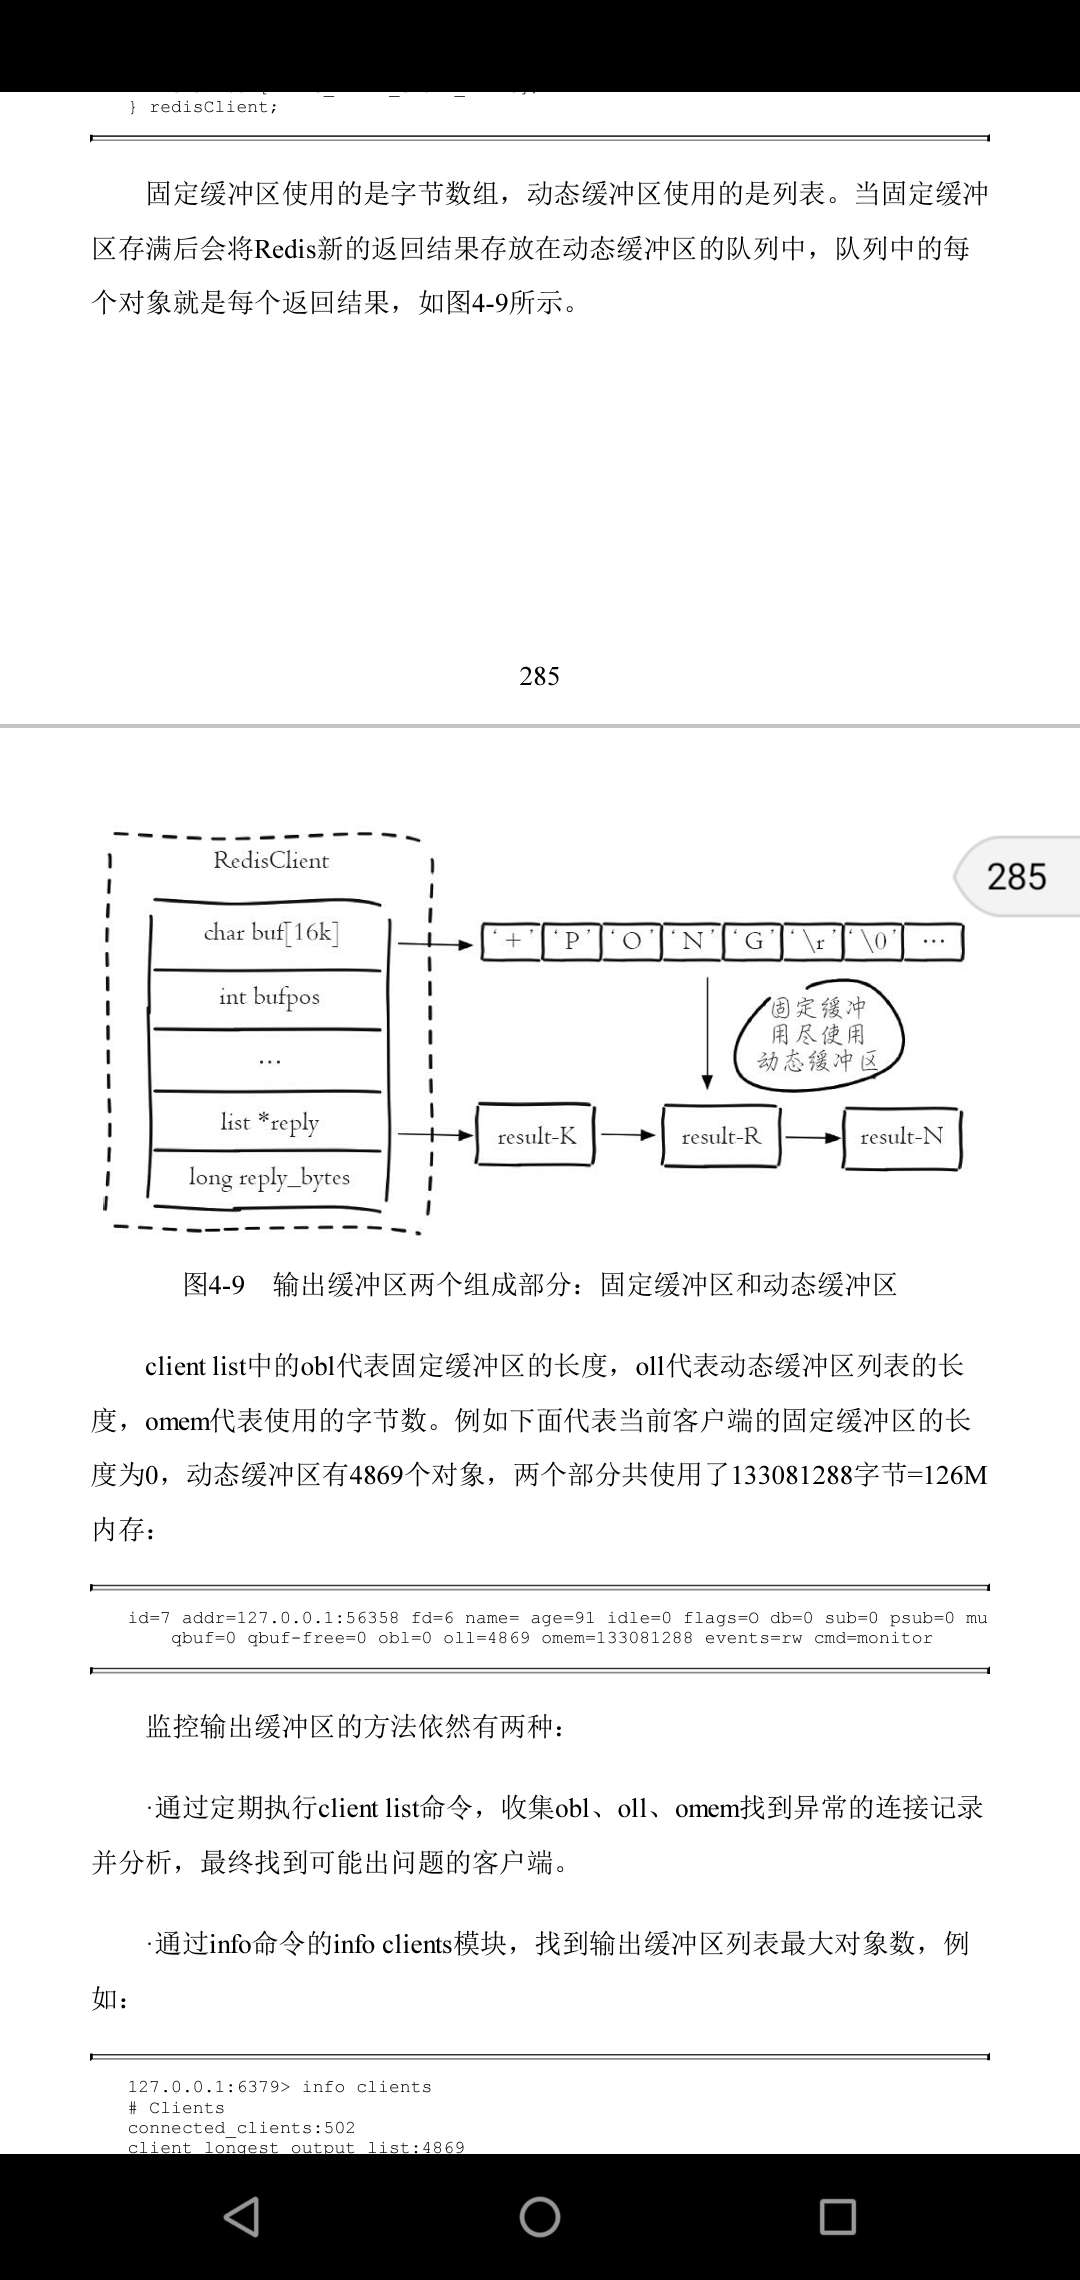 } redisClient;
固定缓冲区使用的是字节数组，动态缓冲区使用的是列表。当固定缓冲
区存满后会将Redis新的返回结果存放在动态缓冲区的队列中，队列中的每
个对象就是每个返回结果，如图4-9所示。
285
285
RedisClient
char buf[16k]
int bufpos
...
list *reply
long reply_bytes
‘+’ ‘P’ ‘O’ ‘N’ ‘G’ ‘\r’ ‘\0’ ...
固定缓冲
用尽使用
动态缓冲区
result-K
result-R
result-N
图4-9 输出缓冲区两个组成部分：固定缓冲区和动态缓冲区
client list中的obl代表固定缓冲区的长度，oll代表动态缓冲区列表的长
度，omem代表使用的字节数。例如下面代表当前客户端的固定缓冲区的长
度为0，动态缓冲区有4869个对象，两个部分共使用了133081288字节=126M
内存：
id=7 addr=127.0.0.1:56358 fd=6 name= age=91 idle=0 flags=O db=0 sub=0 psub=0 mu
qbuf=0 qbuf-free=0 obl=0 oll=4869 omem=133081288 events=rw cmd=monitor
监控输出缓冲区的方法依然有两种：
·通过定期执行client list命令，收集obl、oll、omem找到异常的连接记录
并分析，最终找到可能出问题的客户端。
·通过info命令的info clients模块，找到输出缓冲区列表最大对象数，例
如：
127.0.0.1:6379> info clients
# Clients
connected_clients:502
client_longest_output_list:4869